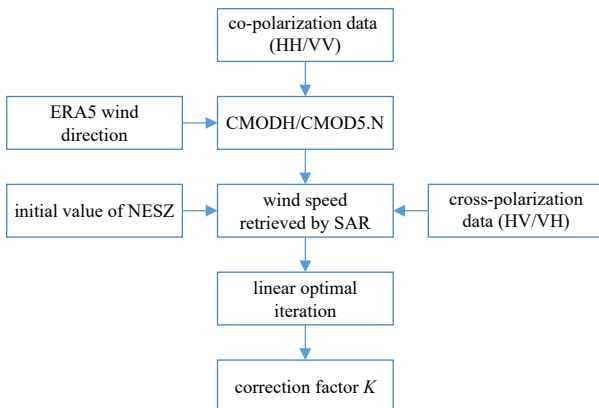 co-polarization data
(HH/VV)
ERA5 wind
direction
CMODH/CMOD5.N
initial value of NESZ
wind speed
retrieved by SAR
cross-polarization
data (HV/VH)
linear optimal
iteration
correction factor K